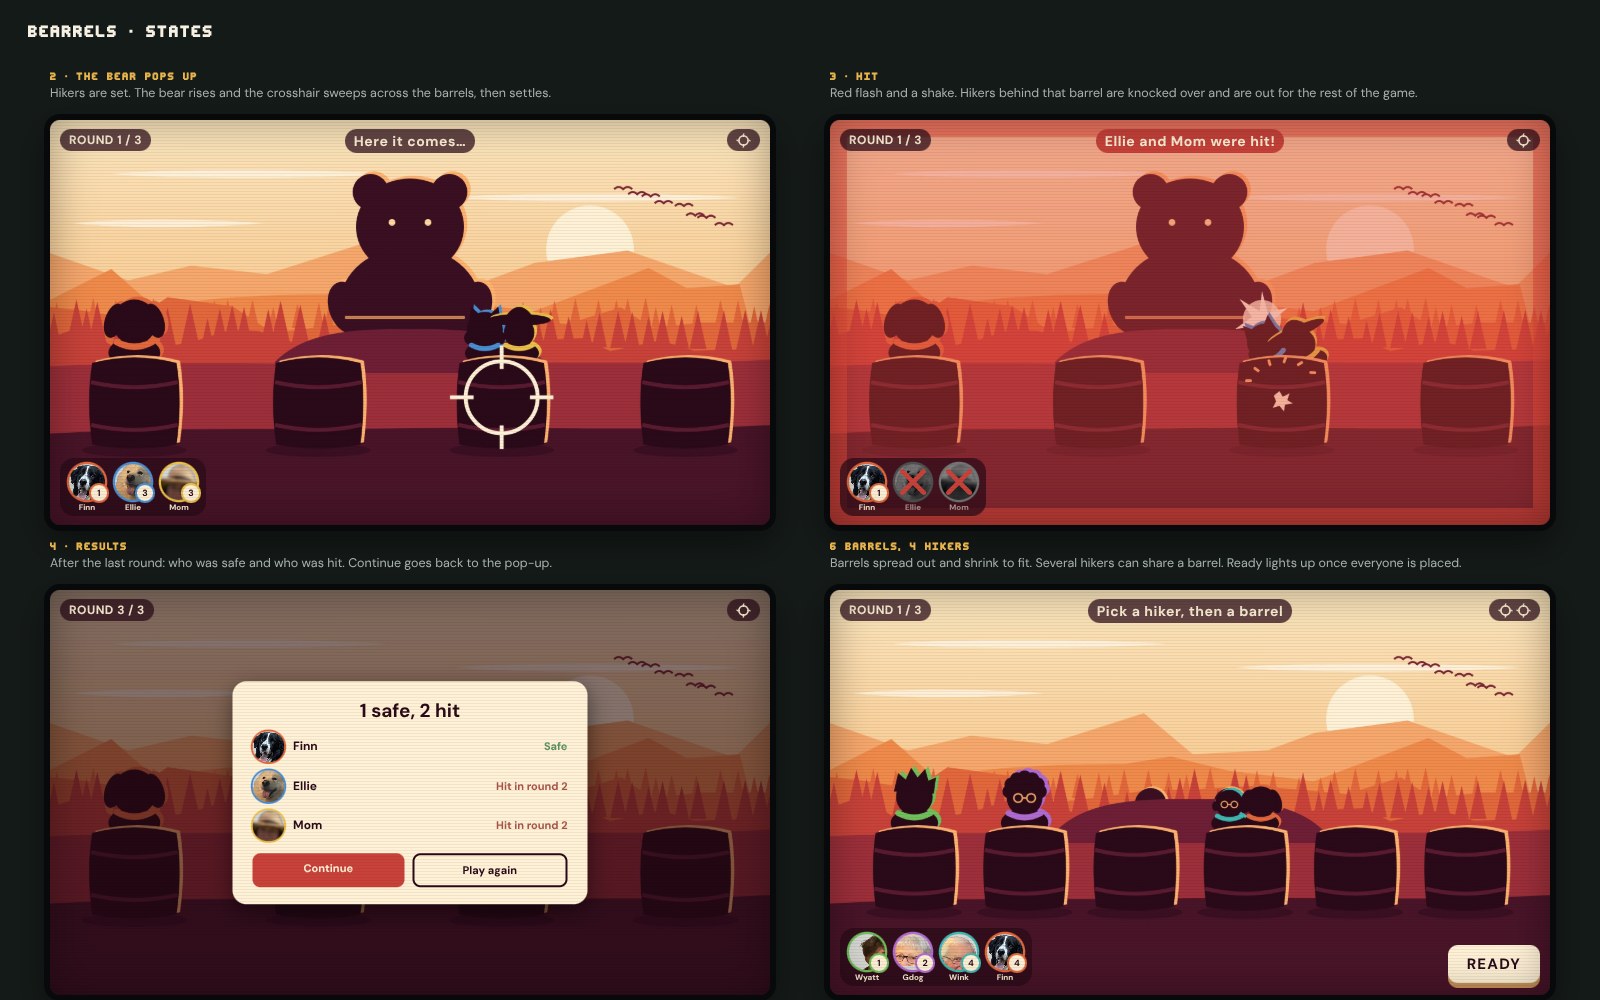 BEARRELS · STATES
2 · THE BEAR POPS UP
Hikers are set. The bear rises and the crosshair sweeps across the barrels, then settles.
ROUND 1 / 3
Here it comes...
1
3
3
Finn
Ellie
Mom
3 · HIT
Red flash and a shake. Hikers behind that barrel are knocked over and are out for the rest of the game.
ROUND 1 / 3
Ellie and Mom were hit!
1
Finn
Ellie
Mom
4 · RESULTS
After the last round: who was safe and who was hit. Continue goes back to the pop-up.
ROUND 3 / 3
1 safe, 2 hit
Finn Safe
Ellie Hit in round 2
Mom Hit in round 2
Continue
Play again
6 BARRELS, 4 HIKERS
Barrels spread out and shrink to fit. Several hikers can share a barrel. Ready lights up once everyone is placed.
ROUND 1 / 3
Pick a hiker, then a barrel
1
2
4
4
Wyatt
Gdog
Wink
Finn
READY